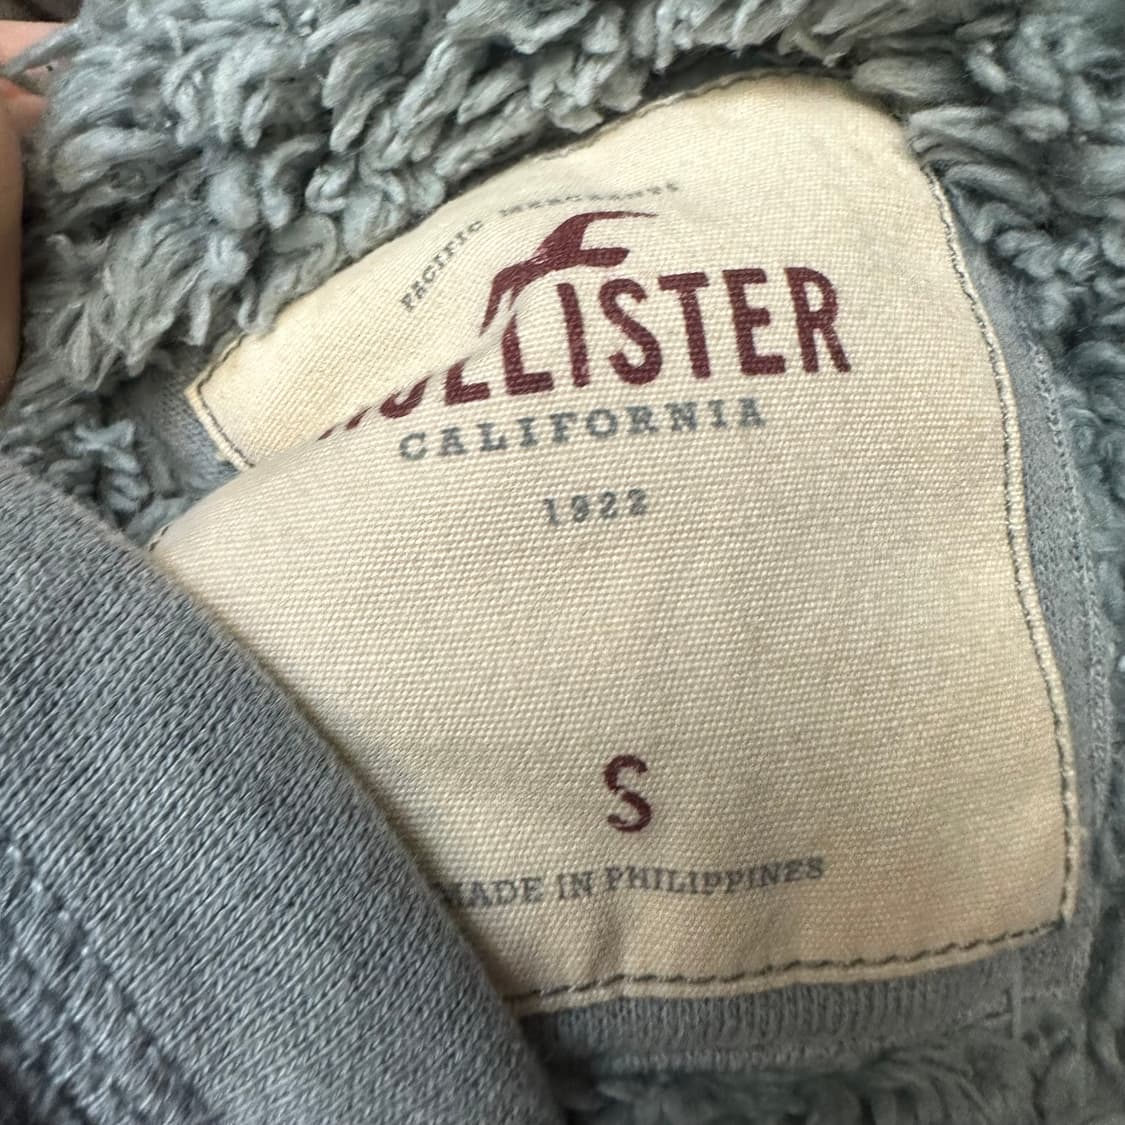 PACIFIC MERCHANTS
HOLLISTER
CALIFORNIA
1922
S
MADE IN PHILIPPINES